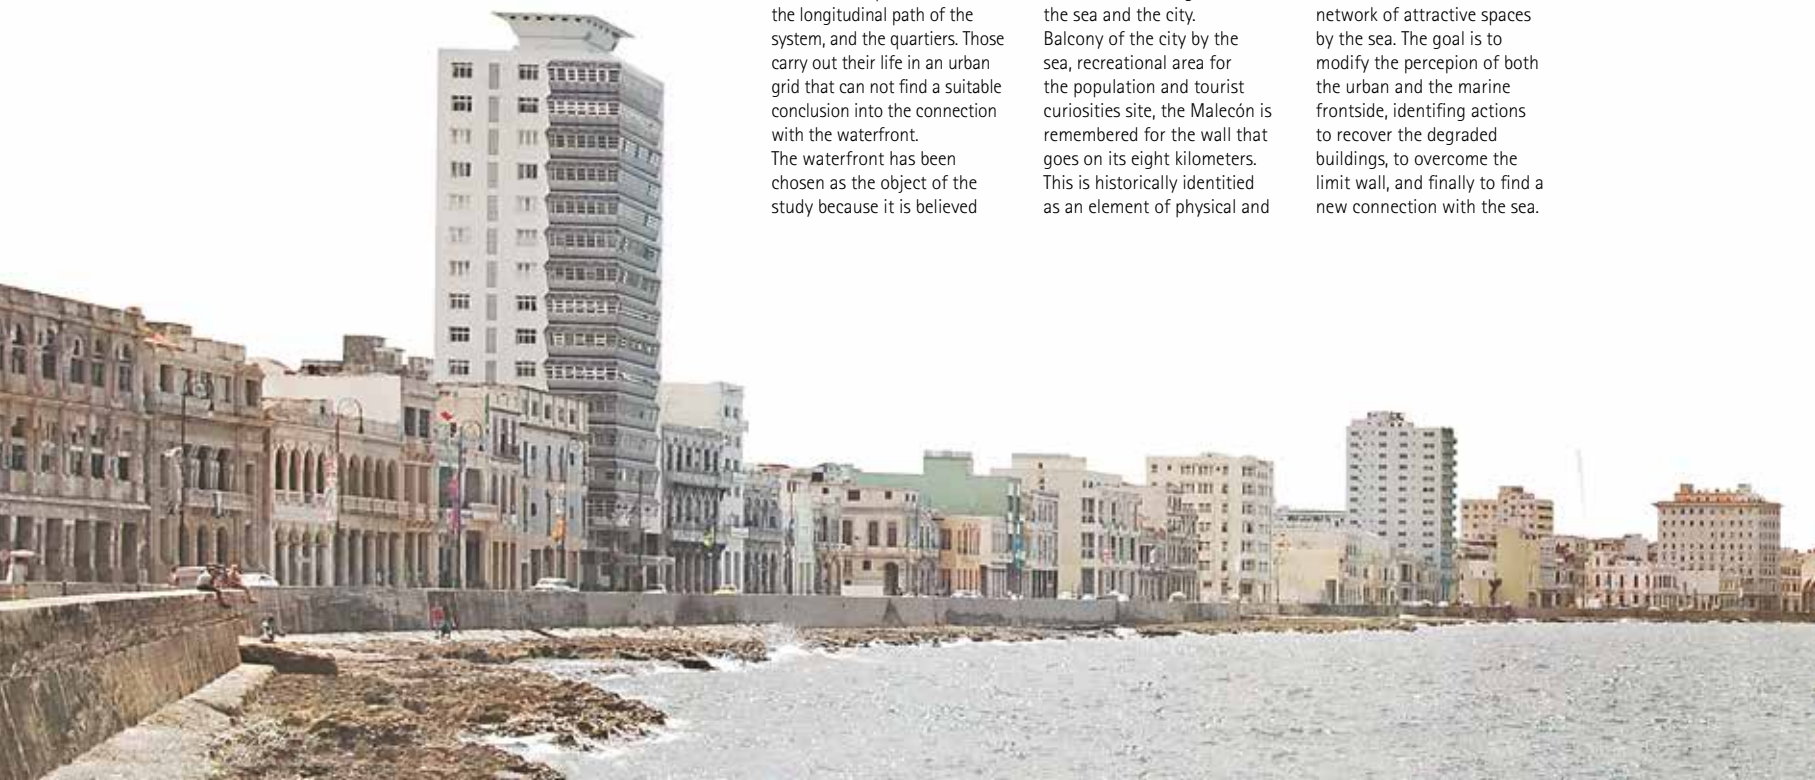 the longitudinal path of the
system, and the quartiers. Those
carry out their life in an urban
grid that can not find a suitable
conclusion into the connection
with the waterfront.
The waterfront has been
chosen as the object of the
study because it is believed
the sea and the city.
Balcony of the city by the
sea, recreational area for
the population and tourist
curiosities site, the Malecón is
remembered for the wall that
goes on its eight kilometers.
This is historically identitied
as an element of physical and
network of attractive spaces
by the sea. The goal is to
modify the percepion of both
the urban and the marine
frontside, identifing actions
to recover the degraded
buildings, to overcome the
limit wall, and finally to find a
new connection with the sea.